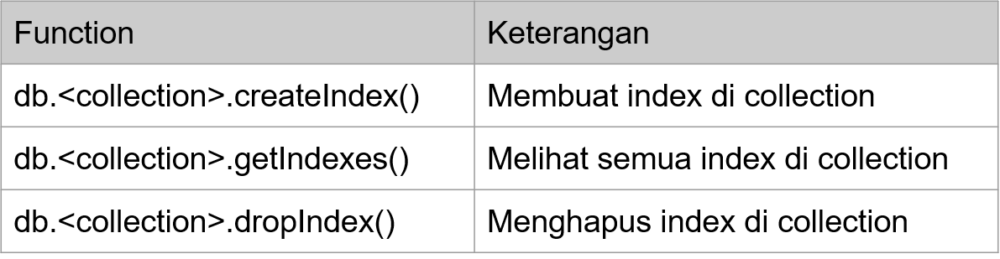 Function Keterangan
db.<collection>.createIndex() Membuat index di collection
db.<collection>.getIndexes() Melihat semua index di collection
db.<collection>.dropIndex() Menghapus index di collection